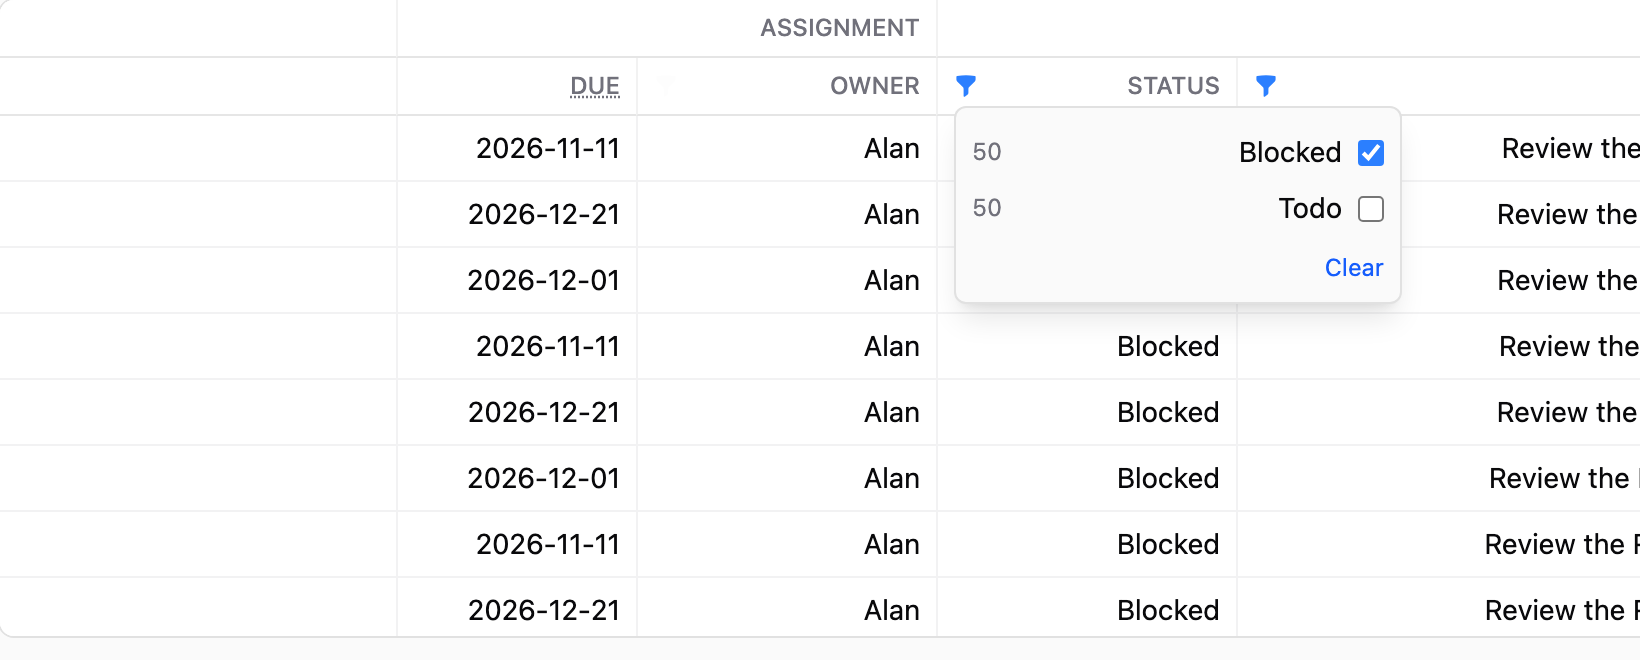 ASSIGNMENT
DUE OWNER STATUS
2026-11-11 Alan Review the
2026-12-21 Alan Review the
2026-12-01 Alan Review the
50 Blocked
50 Todo
Clear
2026-11-11 Alan Blocked Review the
2026-12-21 Alan Blocked Review the
2026-12-01 Alan Blocked Review the
2026-11-11 Alan Blocked Review the
2026-12-21 Alan Blocked Review the